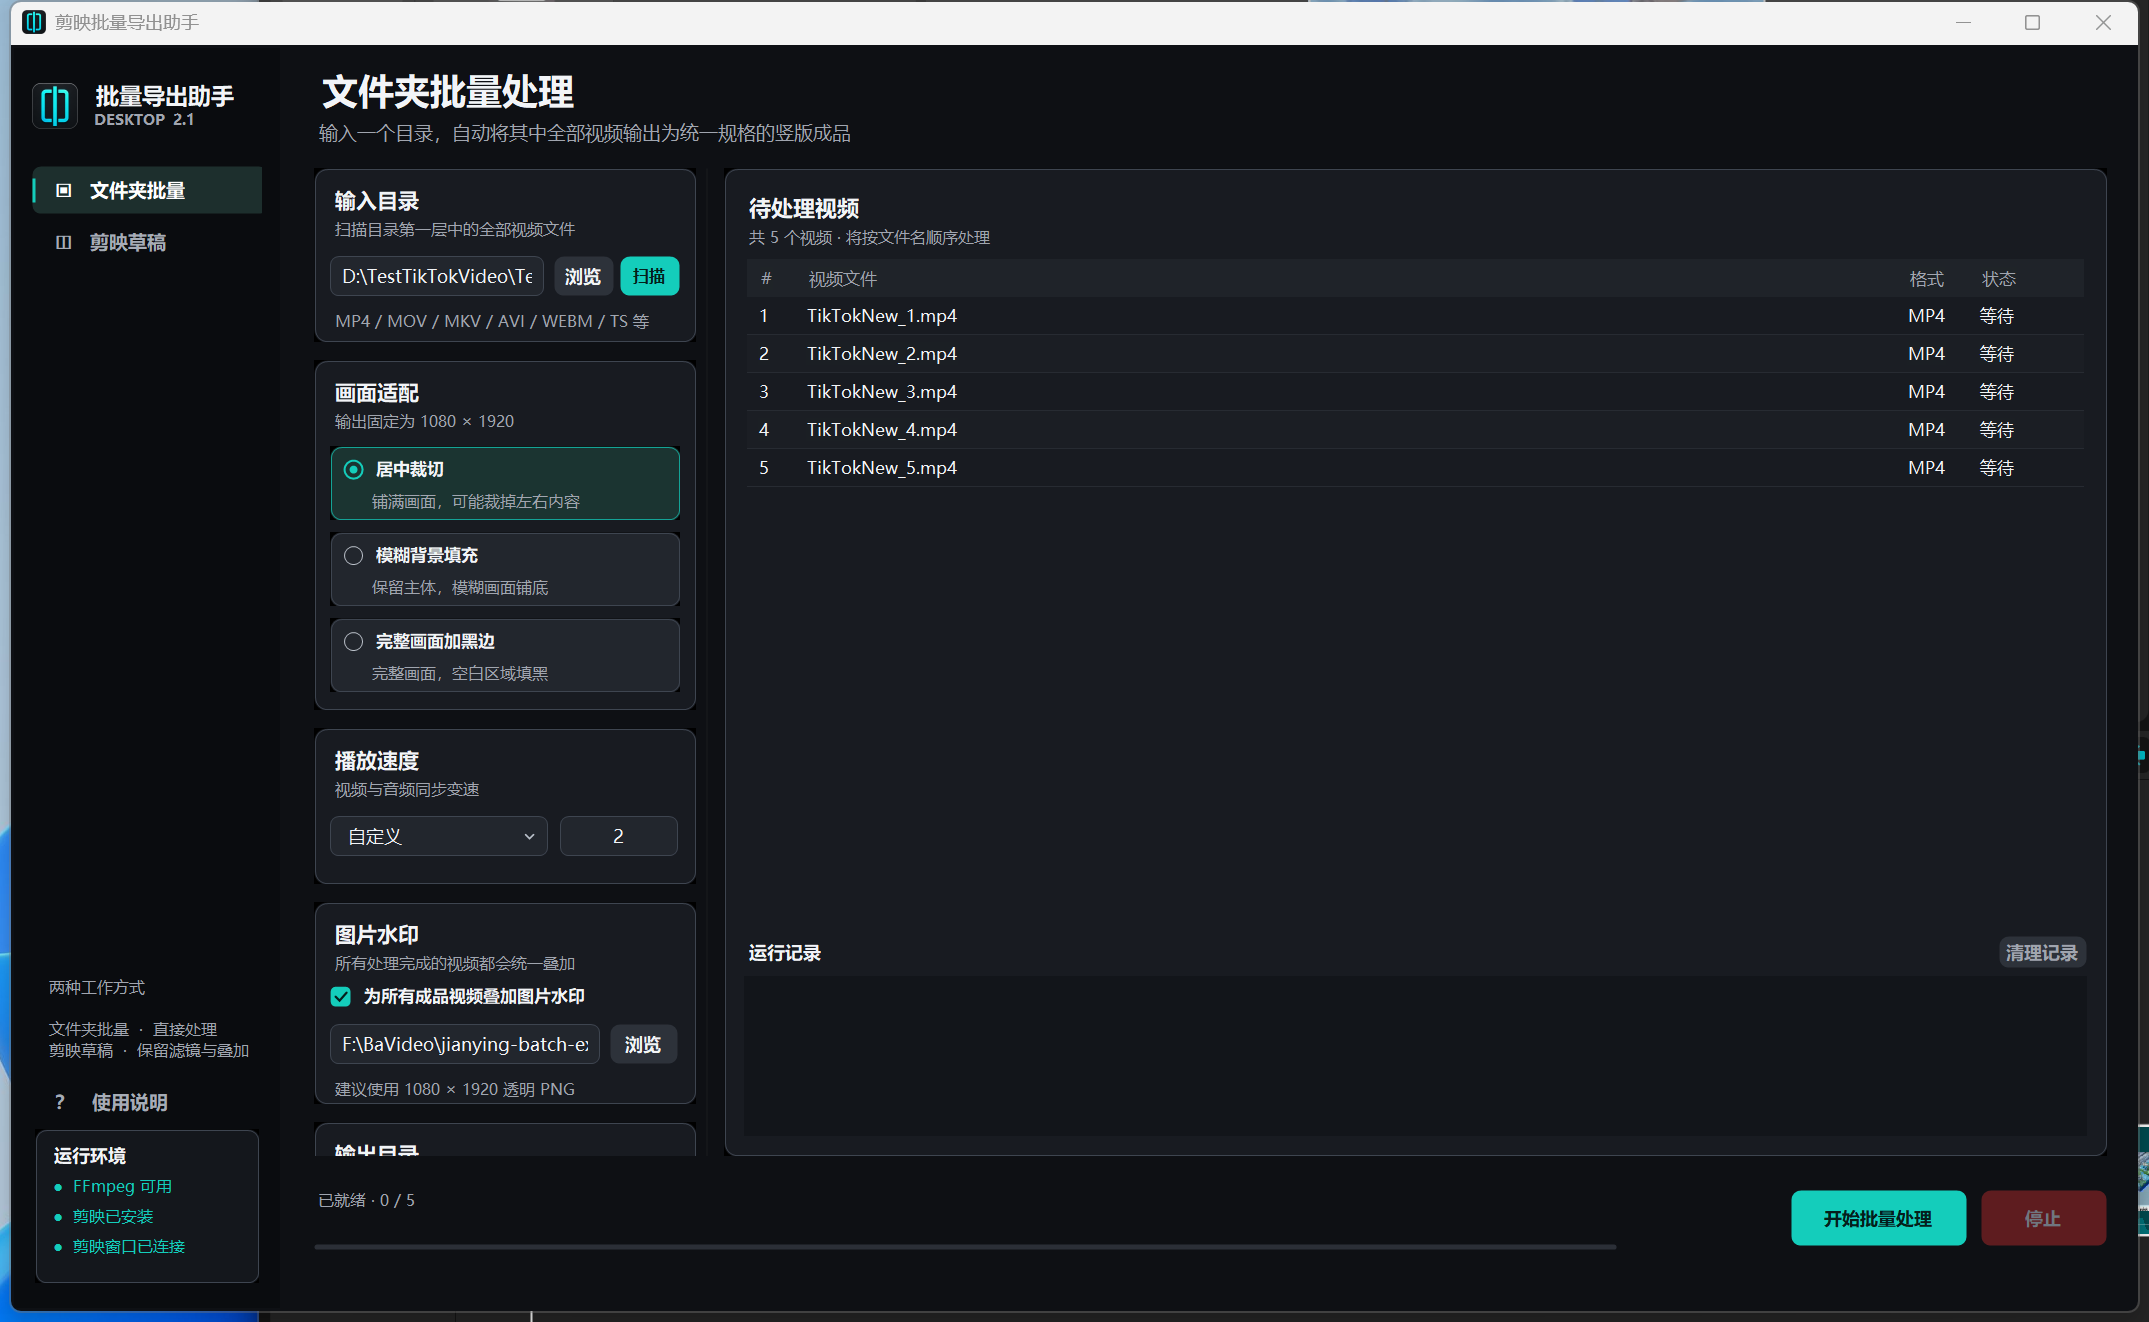 剪映批量导出助手
批量导出助手
DESKTOP 2.1
文件夹批量
剪映草稿
两种工作方式
文件夹批量 · 直接处理
剪映草稿 · 保留滤镜与叠加
? 使用说明
运行环境
FFmpeg 可用
剪映已安装
剪映窗口已连接
文件夹批量处理
输入一个目录，自动将其中全部视频输出为统一规格的竖版成品
输入目录
扫描目录第一层中的全部视频文件
D:\TestTikTokVideo\Te 浏览 扫描
MP4 / MOV / MKV / AVI / WEBM / TS 等
画面适配
输出固定为 1080 × 1920
居中裁切
铺满画面，可能裁掉左右内容
模糊背景填充
保留主体，模糊画面铺底
完整画面加黑边
完整画面，空白区域填黑
播放速度
视频与音频同步变速
自定义 2
图片水印
所有处理完成的视频都会统一叠加
为所有成品视频叠加图片水印
F:\BaVideo\jianying-batch-ex 浏览
建议使用 1080 × 1920 透明 PNG
输出目录
待处理视频
共 5 个视频 · 将按文件名顺序处理
# 视频文件 格式 状态
1 TikTokNew_1.mp4 MP4 等待
2 TikTokNew_2.mp4 MP4 等待
3 TikTokNew_3.mp4 MP4 等待
4 TikTokNew_4.mp4 MP4 等待
5 TikTokNew_5.mp4 MP4 等待
运行记录 清理记录
已就绪 · 0 / 5
开始批量处理 停止